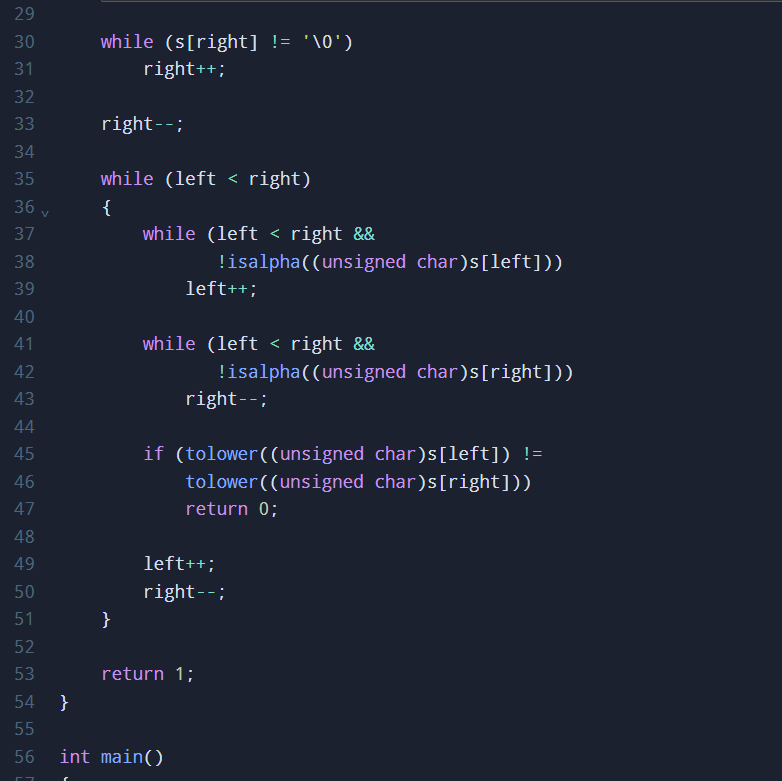 29
30 while (s[right] != '\0')
31 right++;
32
33 right--;
34
35 while (left < right)
36 {
37 while (left < right &&
38 !isalpha((unsigned char)s[left]))
39 left++;
40
41 while (left < right &&
42 !isalpha((unsigned char)s[right]))
43 right--;
44
45 if (tolower((unsigned char)s[left]) !=
46 tolower((unsigned char)s[right]))
47 return 0;
48
49 left++;
50 right--;
51 }
52
53 return 1;
54 }
55
56 int main()
57 {